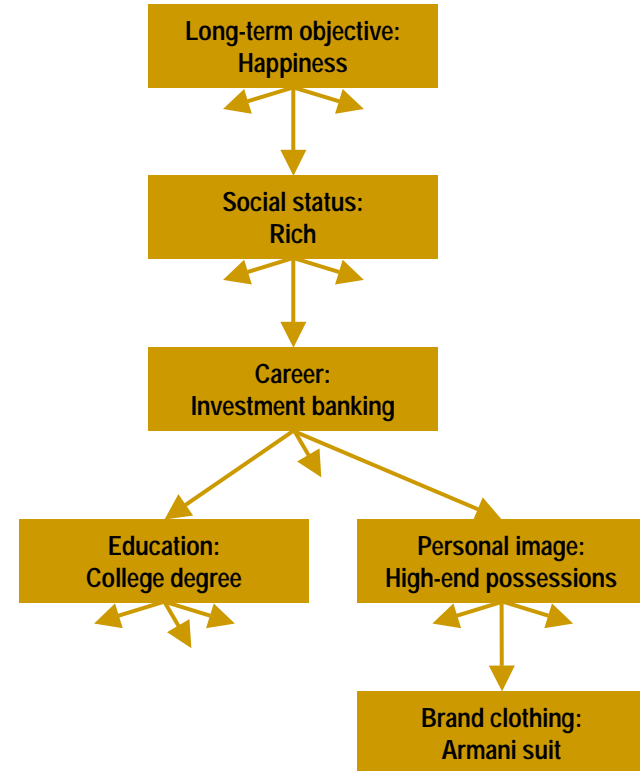 Long-term objective:
Happiness
Social status:
Rich
Career:
Investment banking
Education:
College degree
Personal image:
High-end possessions
Brand clothing:
Armani suit